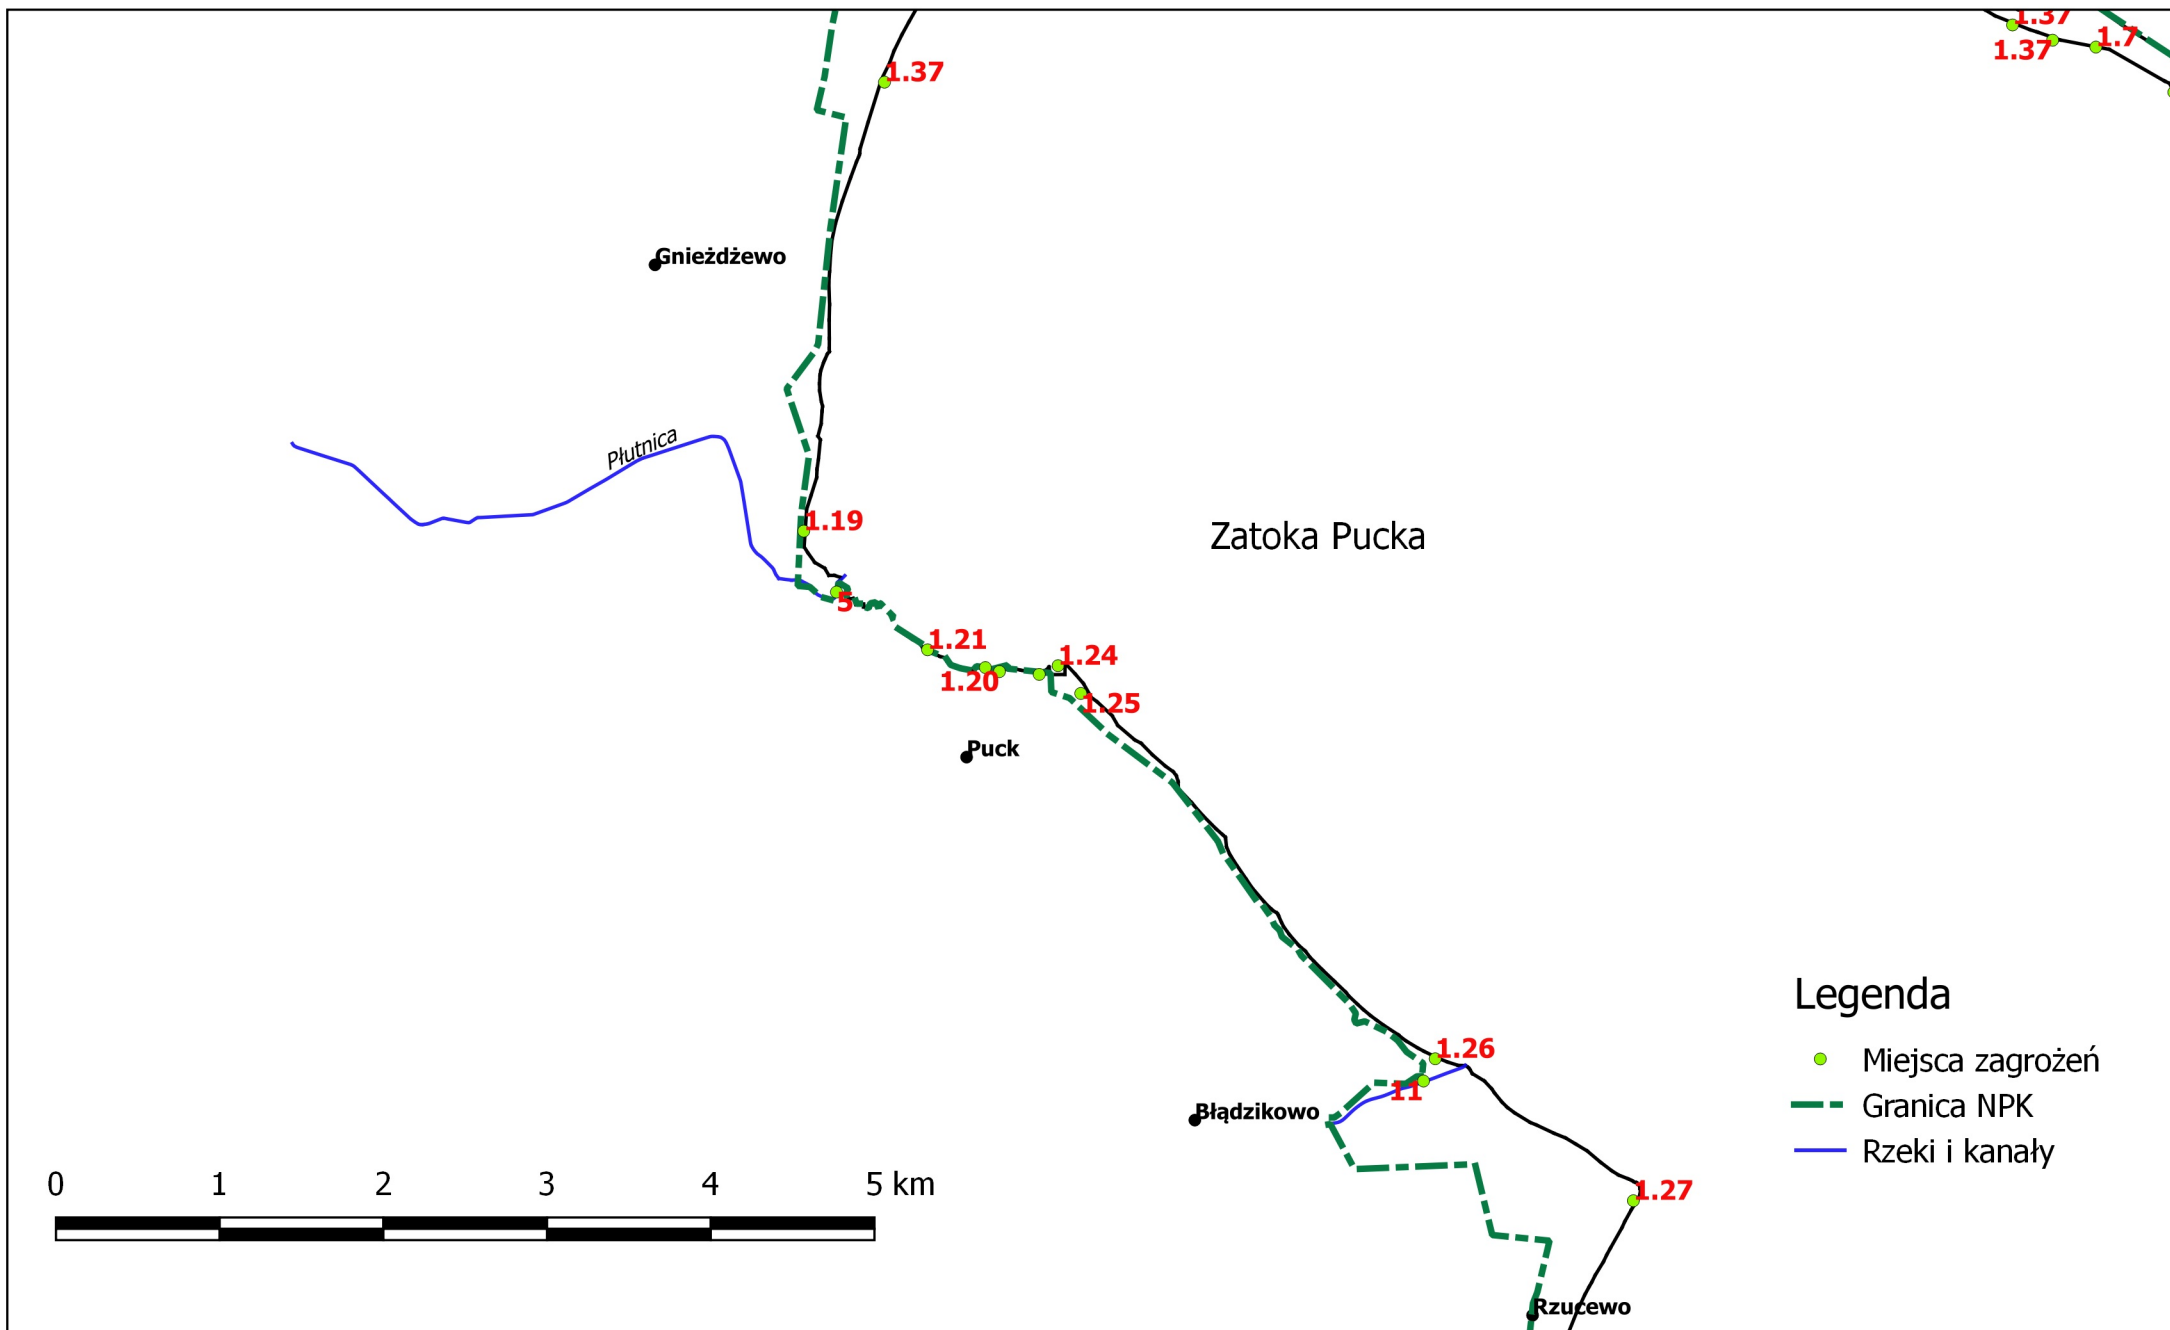 1.37
1.37
1.7
1.37
Gnieżdżewo
Płutnica
1.19
Zatoka Pucka
5
1.21
1.24
1.20
1.25
Puck
Legenda
1.26
Miejsca zagrożeń
11
Granica NPK
Błądzikowo
Rzeki i kanały
0 1 2 3 4 5 km
1.27
Rzucewo